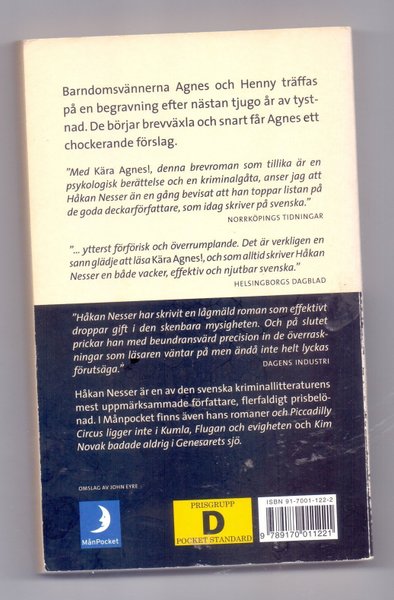 Barndomsvännerna Agnes och Henny träffas
på en begravning efter nästan tjugo år av tyst-
nad. De börjar brevväxla och snart får Agnes ett
chockerande förslag.
"Med Kära Agnes!, denna brevroman som tillika är en
psykologisk berättelse och en kriminalgåta, anser jag att
Håkan Nesser än en gång bevisat att han toppar listan på
de goda deckarförfattare, som idag skriver på svenska."
NORRKÖPINGS TIDNINGAR
"... ytterst förförisk och överrumplande. Det är verkligen en
sann glädje att läsa Kära Agnes!, och som alltid skriver Håkan
Nesser en både vacker, effektiv och njutbar svenska."
HELSINGBORGS DAGBLAD
"Håkan Nesser har skrivit en lågmäld roman som effektivt
droppar gift i den skenbara mysigheten. Och på slutet
prickar han med beundransvärd precision in de överrask-
ningar som läsaren väntar på men ändå inte helt lyckas
förutsäga."
DAGENS INDUSTRI
Håkan Nesser är en av den svenska kriminallitteraturens
mest uppmärksammade författare, flerfaldigt prisbelö-
nad. I Månpocket finns även hans romaner och Piccadilly
Circus ligger inte i Kumla, Flugan och evigheten och Kim
Novak badade aldrig i Genesarets sjö.
OMSLAG AV JOHN EYRE
MånPocket
PRISGRUPP
D
POCKET STANDARD
ISBN 91-7001-122-2
9 789170 011221